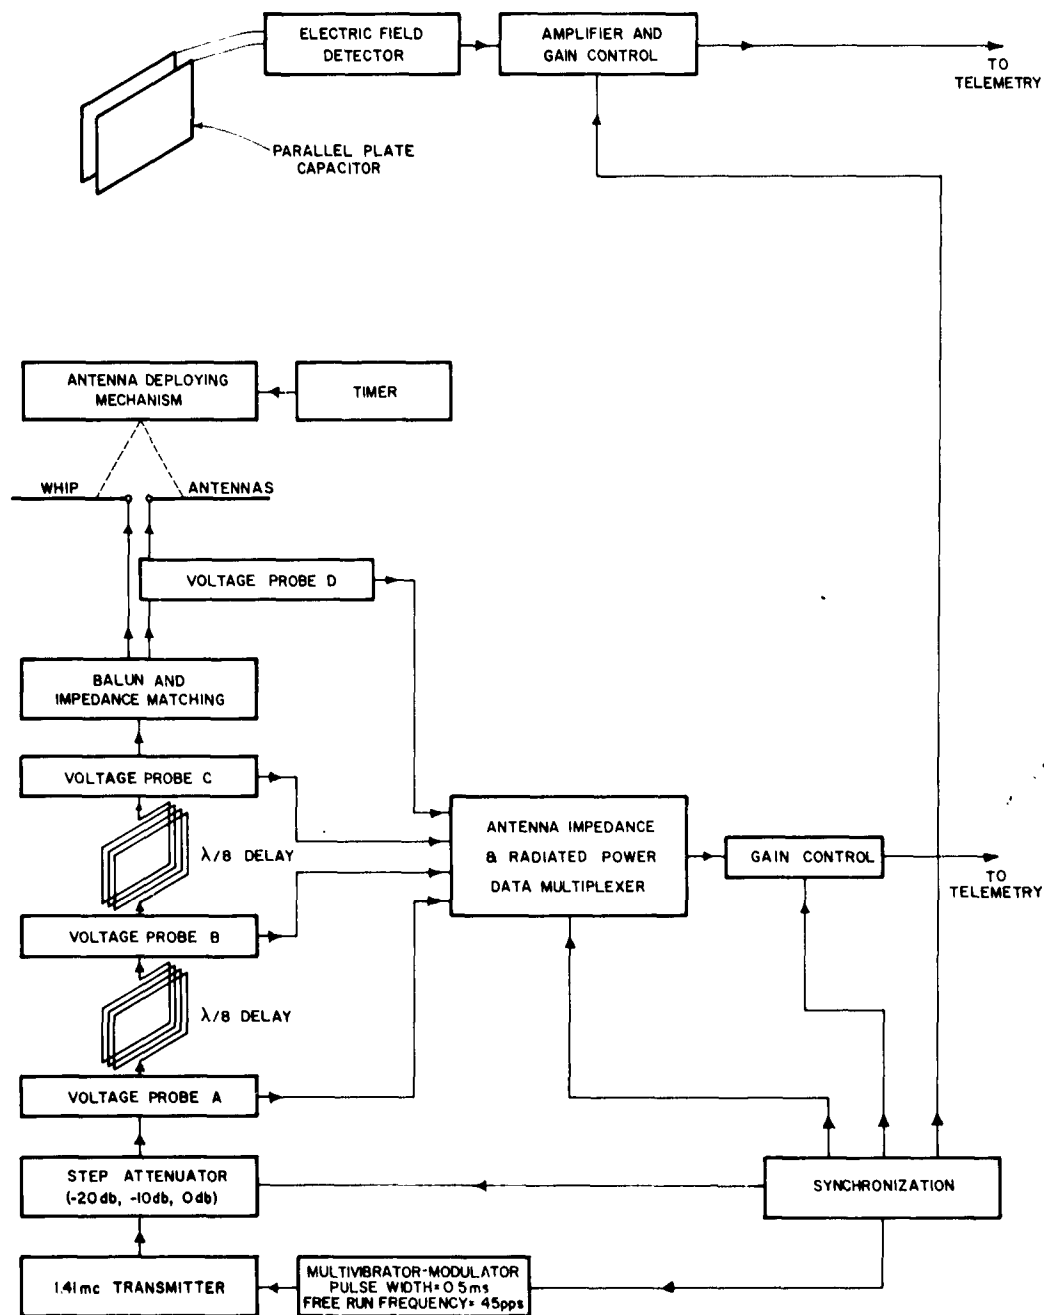 ELECTRIC FIELD
DETECTOR
AMPLIFIER AND
GAIN CONTROL
TO
TELEMETRY
PARALLEL PLATE
CAPACITOR
ANTENNA DEPLOYING
MECHANISM
TIMER
WHIP
ANTENNAS
VOLTAGE PROBE D
BALUN AND
IMPEDANCE MATCHING
VOLTAGE PROBE C
λ/8 DELAY
ANTENNA IMPEDANCE
& RADIATED POWER
DATA MULTIPLEXER
GAIN CONTROL
TO
TELEMETRY
VOLTAGE PROBE B
λ/8 DELAY
VOLTAGE PROBE A
STEP ATTENUATOR
(-20db, -10db, 0db)
SYNCHRONIZATION
1.41mc TRANSMITTER
MULTIVIBRATOR-MODULATOR
PULSE WIDTH=0.5ms
FREE RUN FREQUENCY= 45pps